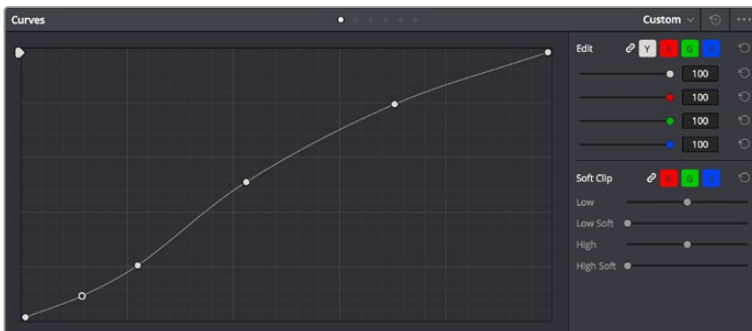 Curves
Custom
Edit
Y R G B
100
100
100
100
Soft Clip
R G B
Low
Low Soft
High
High Soft